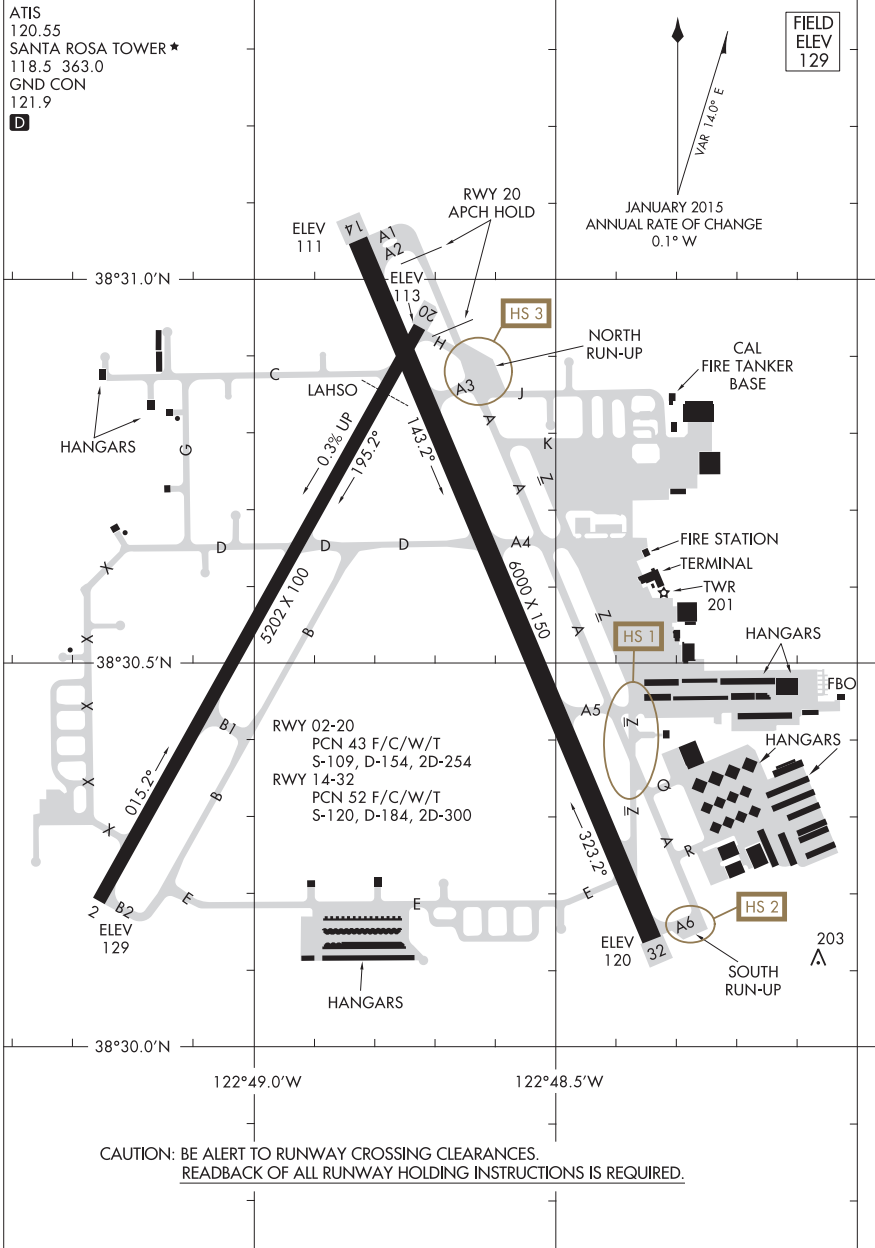 ATIS
120.55
SANTA ROSA TOWER ★
118.5 363.0
GND CON
121.9
D
FIELD
ELEV
129
VAR 14.0° E
JANUARY 2015
ANNUAL RATE OF CHANGE
0.1° W
RWY 20
APCH HOLD
ELEV
111
14
A1
A2
38°31.0'N
ELEV
113
20
HS 3
H
NORTH
RUN-UP
CAL
FIRE TANKER
BASE
C
LAHSO
A3
J
A
HANGARS
G
0.3% UP
195.2°
143.2°
K
A
Z
X
D
D
D
A4
FIRE STATION
TERMINAL
TWR
201
5202 X 100
6000 X 150
B
A
Z
X
HS 1
HANGARS
38°30.5'N
FBO
X
B1
A5
Z
RWY 02-20
PCN 43 F/C/W/T
S-109, D-154, 2D-254
RWY 14-32
PCN 52 F/C/W/T
S-120, D-184, 2D-300
HANGARS
015.2°
B
X
Q
Z
323.2°
X
A
R
2
B2
E
E
E
ELEV
129
HS 2
A6
ELEV
120
32
SOUTH
RUN-UP
203
HANGARS
38°30.0'N
122°49.0'W
122°48.5'W
CAUTION: BE ALERT TO RUNWAY CROSSING CLEARANCES.
READBACK OF ALL RUNWAY HOLDING INSTRUCTIONS IS REQUIRED.